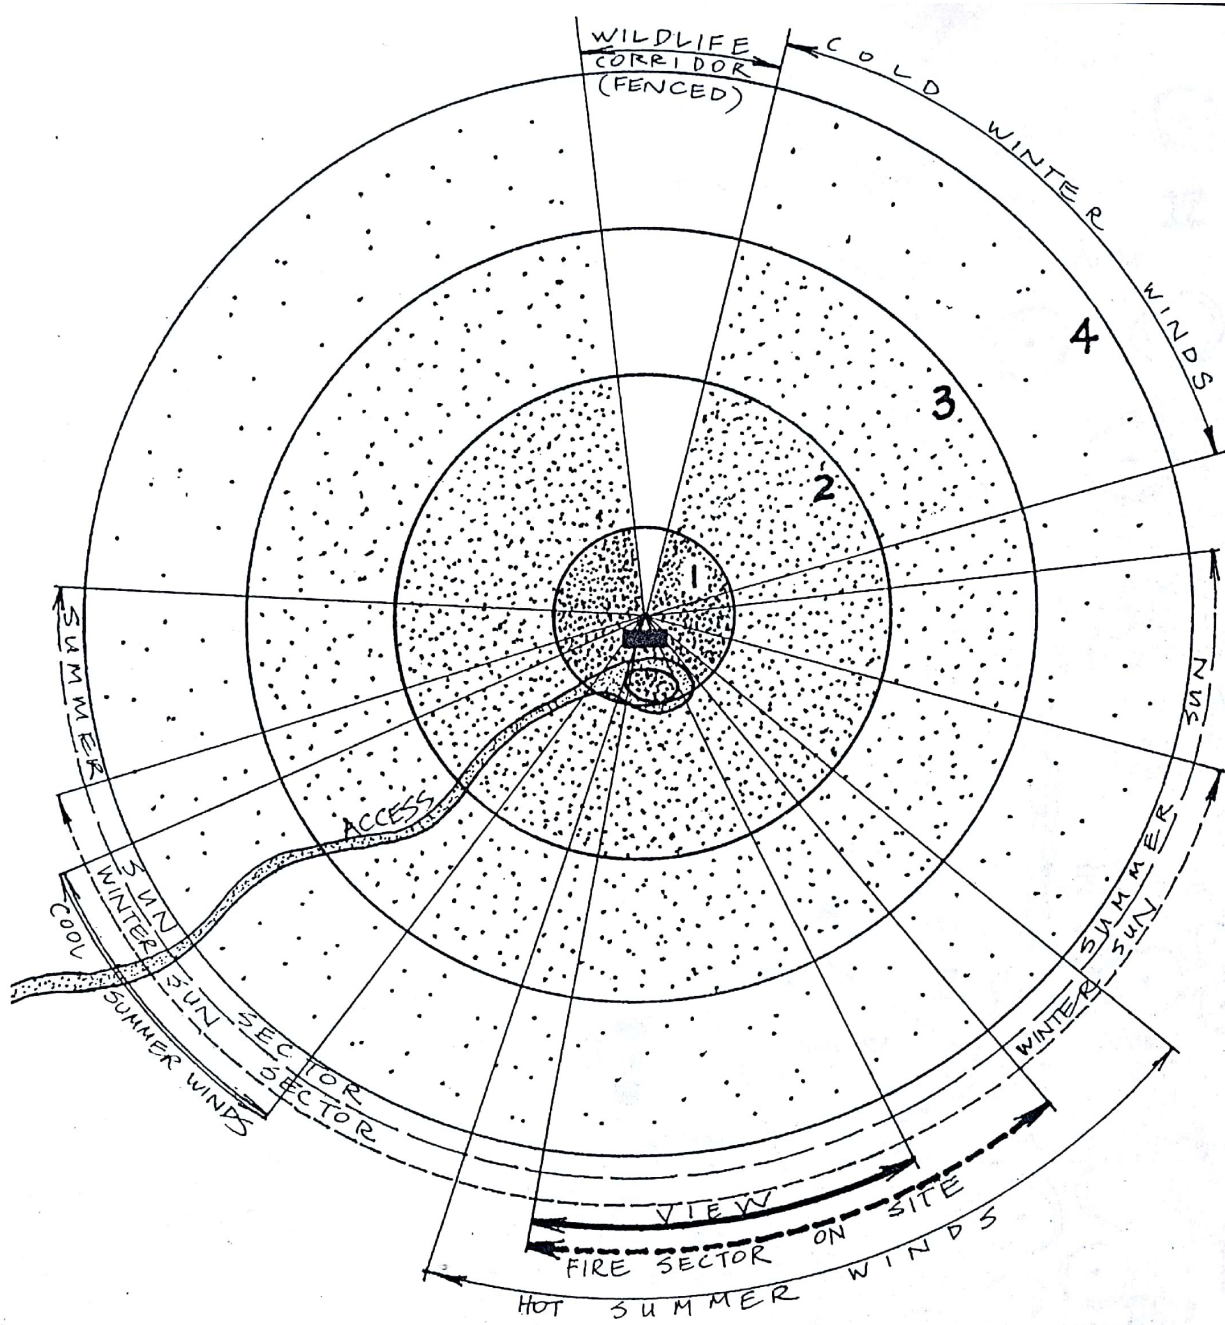 WILDLIFE
CORRIDOR
(FENCED)
COLD WINTER WINDS
4
3
2
1
SUN
SUMMER
SUMMER
SUN
ACCESS
SUN SECTOR
WINTER SUN SECTOR
COOL SUMMER WINDS
WINTER SUN
VIEW
FIRE SECTOR ON SITE
HOT SUMMER WINDS